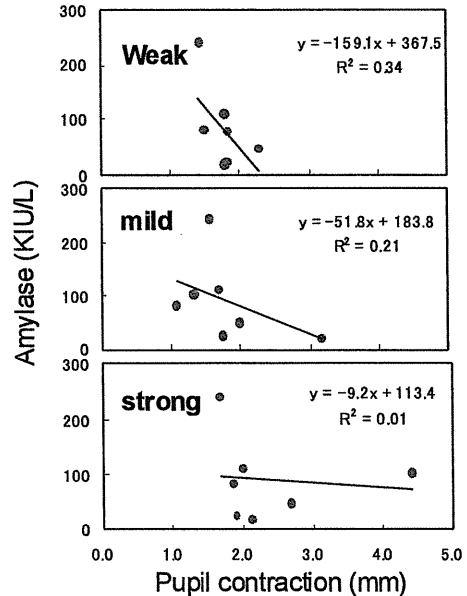 300
Weak
y = -159.1x + 367.5
R² = 0.34
200
100
0
300
mild
y = -51.8x + 183.8
R² = 0.21
200
100
0
300
strong
y = -9.2x + 113.4
R² = 0.01
200
100
0
Amylase (KIU/L)
0.0 1.0 2.0 3.0 4.0 5.0
Pupil contraction (mm)